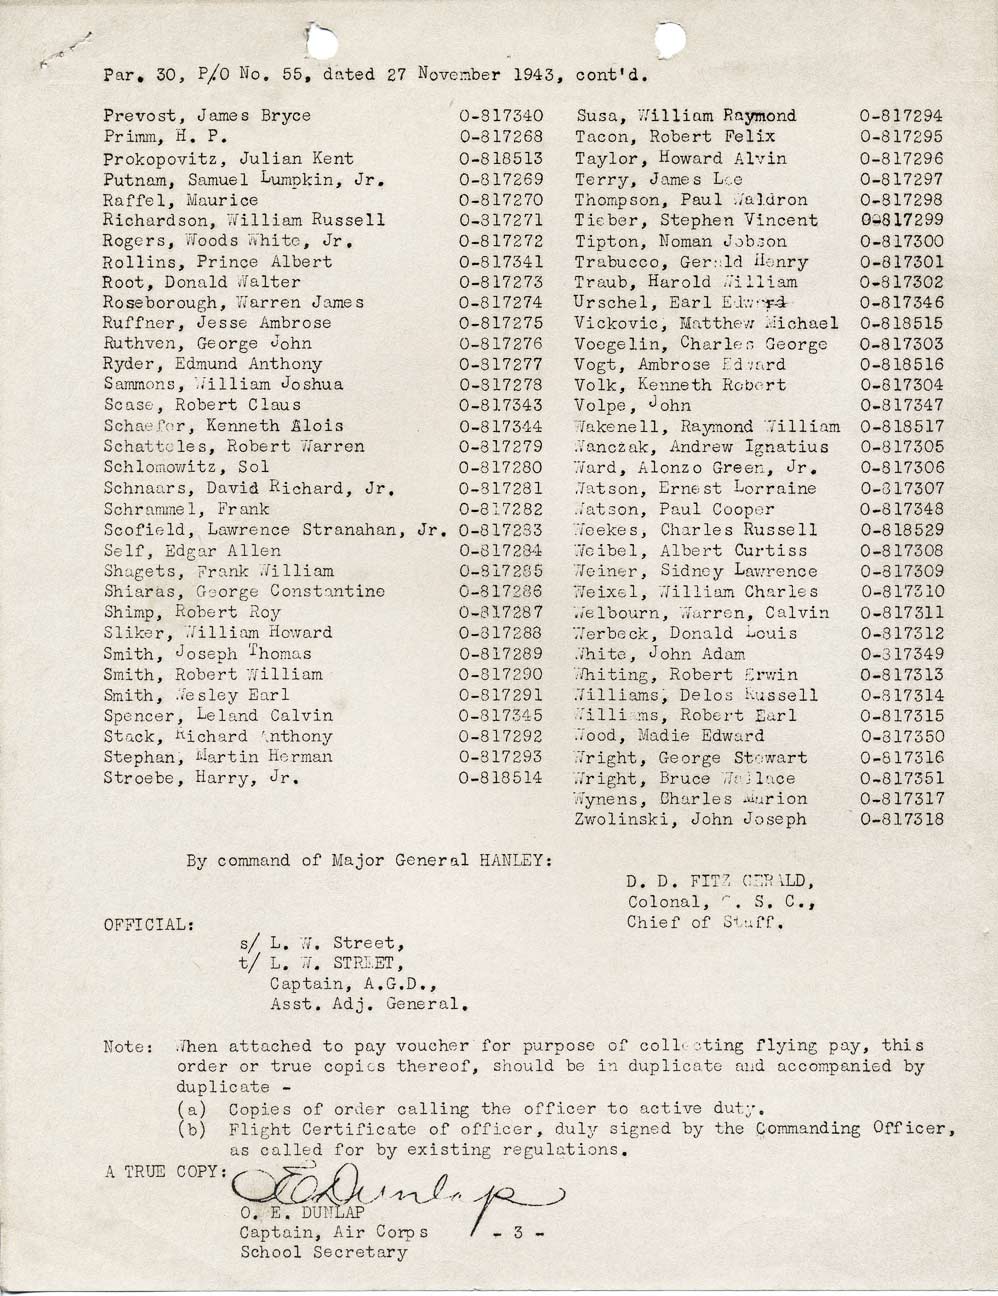 Par. 30, P/O No. 55, dated 27 November 1943, cont'd.
Prevost, James Bryce 0-817340
Primm, H. P. 0-817268
Prokopovitz, Julian Kent 0-818513
Putnam, Samuel Lumpkin, Jr. 0-817269
Raffel, Maurice 0-817270
Richardson, William Russell 0-817271
Rogers, Woods White, Jr. 0-817272
Rollins, Prince Albert 0-817341
Root, Donald Walter 0-817273
Roseborough, Warren James 0-817274
Ruffner, Jesse Ambrose 0-817275
Ruthven, George John 0-817276
Ryder, Edmund Anthony 0-817277
Sammons, William Joshua 0-817278
Scase, Robert Claus 0-817343
Schaefer, Kenneth Alois 0-817344
Schatteles, Robert Warren 0-817279
Schlomowitz, Sol 0-817280
Schnaars, David Richard, Jr. 0-817281
Schrammel, Frank 0-817282
Scofield, Lawrence Stranahan, Jr. 0-817283
Self, Edgar Allen 0-817284
Shagets, Frank William 0-817285
Shiaras, George Constantine 0-817286
Shimp, Robert Roy 0-817287
Sliker, William Howard 0-817288
Smith, Joseph Thomas 0-817289
Smith, Robert William 0-817290
Smith, Wesley Earl 0-817291
Spencer, Leland Calvin 0-817345
Stack, Richard Anthony 0-817292
Stephan, Martin Herman 0-817293
Stroebe, Harry, Jr. 0-818514
Susa, William Raymond 0-817294
Tacon, Robert Felix 0-817295
Taylor, Howard Alvin 0-817296
Terry, James Lee 0-817297
Thompson, Paul Waldron 0-817298
Tieber, Stephen Vincent 0-817299
Tipton, Noman Jobson 0-817300
Trabucco, Gerald Henry 0-817301
Traub, Harold William 0-817302
Urschel, Earl Edward 0-817346
Vickovic, Matthew Michael 0-818515
Voegelin, Charles George 0-817303
Vogt, Ambrose Edward 0-818516
Volk, Kenneth Robert 0-817304
Volpe, John 0-817347
Wakenell, Raymond William 0-818517
Wanczak, Andrew Ignatius 0-817305
Ward, Alonzo Green, Jr. 0-817306
Watson, Ernest Lorraine 0-817307
Watson, Paul Cooper 0-817348
Weekes, Charles Russell 0-818529
Weibel, Albert Curtiss 0-817308
Weiner, Sidney Lawrence 0-817309
Weixel, William Charles 0-817310
Welbourn, Warren, Calvin 0-817311
Werbeck, Donald Louis 0-817312
White, John Adam 0-817349
Whiting, Robert Erwin 0-817313
Williams, Delos Russell 0-817314
Williams, Robert Earl 0-817315
Wood, Madie Edward 0-817350
Wright, George Stewart 0-817316
Wright, Bruce Wallace 0-817351
Wynens, Charles Marion 0-817317
Zwolinski, John Joseph 0-817318
By command of Major General HANLEY:
D. D. FITZ GERALD,
Colonal, G. S. C.,
Chief of Staff.
OFFICIAL:
s/ L. W. Street,
t/ L. W. STREET,
Captain, A.G.D.,
Asst. Adj. General.
Note: When attached to pay voucher for purpose of collecting flying pay, this
order or true copies thereof, should be in duplicate and accompanied by
duplicate -
(a) Copies of order calling the officer to active duty.
(b) Flight Certificate of officer, duly signed by the Commanding Officer,
as called for by existing regulations.
A TRUE COPY:
O E Dunlap
O. E. DUNLAP
Captain, Air Corps - 3 -
School Secretary